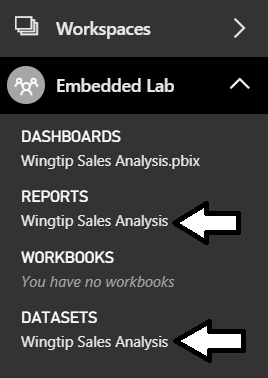 Workspaces
Embedded Lab
DASHBOARDS
Wingtip Sales Analysis.pbix
REPORTS
Wingtip Sales Analysis
WORKBOOKS
You have no workbooks
DATASETS
Wingtip Sales Analysis